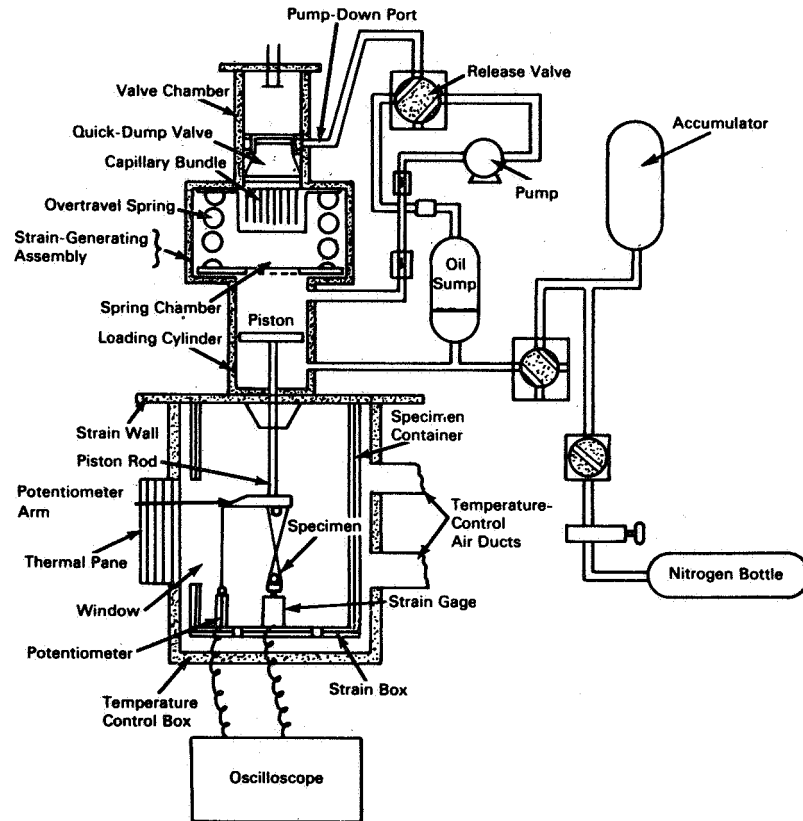 Pump-Down Port
Release Valve
Valve Chamber
Accumulator
Quick-Dump Valve
Capillary Bundle
Pump
Overtravel Spring
Strain-Generating
Assembly
Oil
Sump
Spring Chamber
Piston
Loading Cylinder
Specimen
Container
Strain Wall
Piston Rod
Potentiometer
Arm
Specimen
Temperature-
Control
Air Ducts
Thermal Pane
Nitrogen Bottle
Window
Strain Gage
Potentiometer
Strain Box
Temperature
Control Box
Oscilloscope